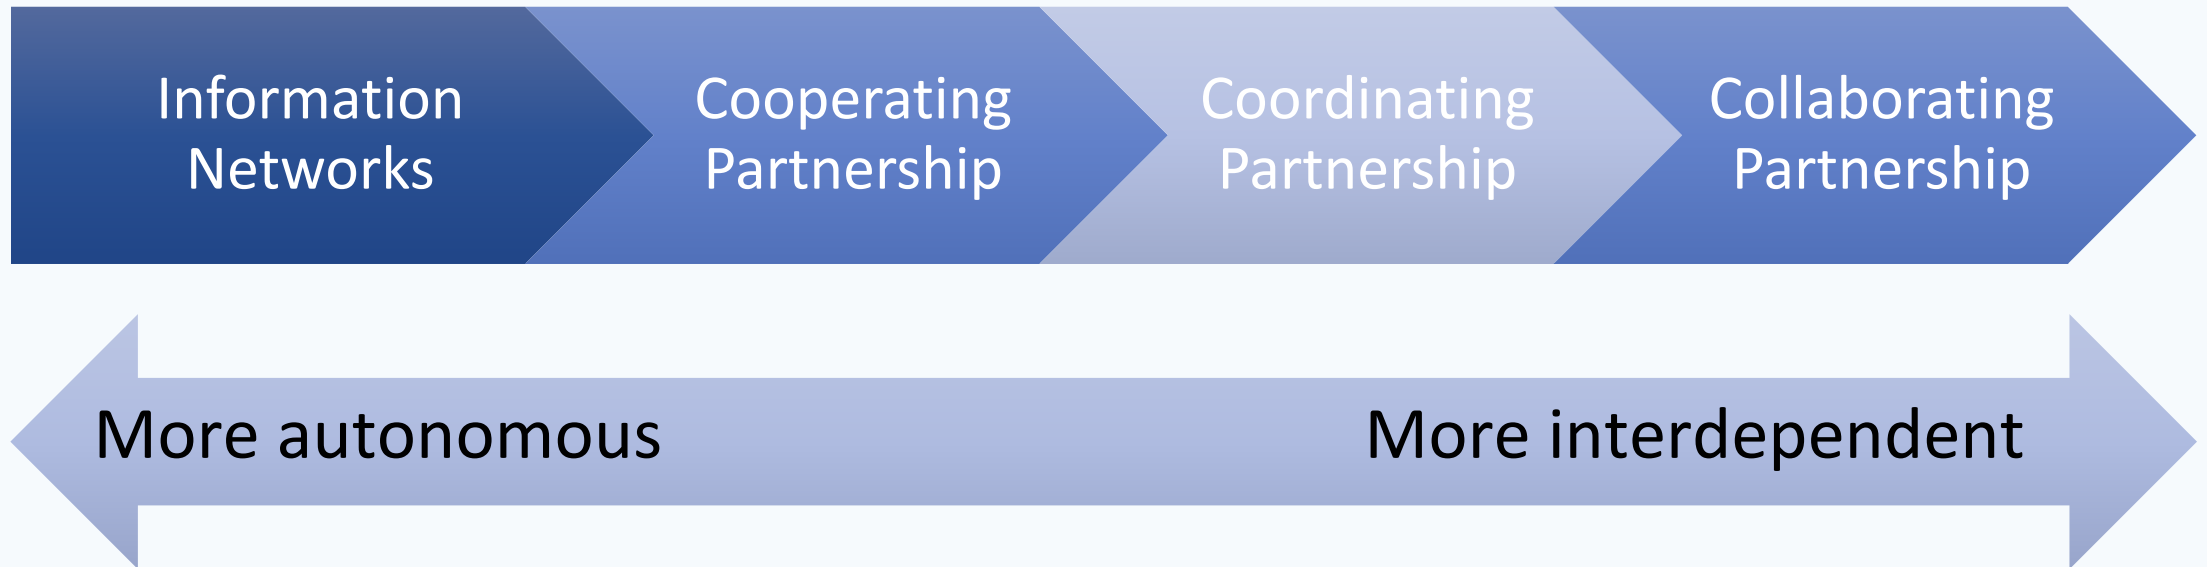 Information
Networks
Cooperating
Partnership
Coordinating
Partnership
Collaborating
Partnership
More autonomous
More interdependent